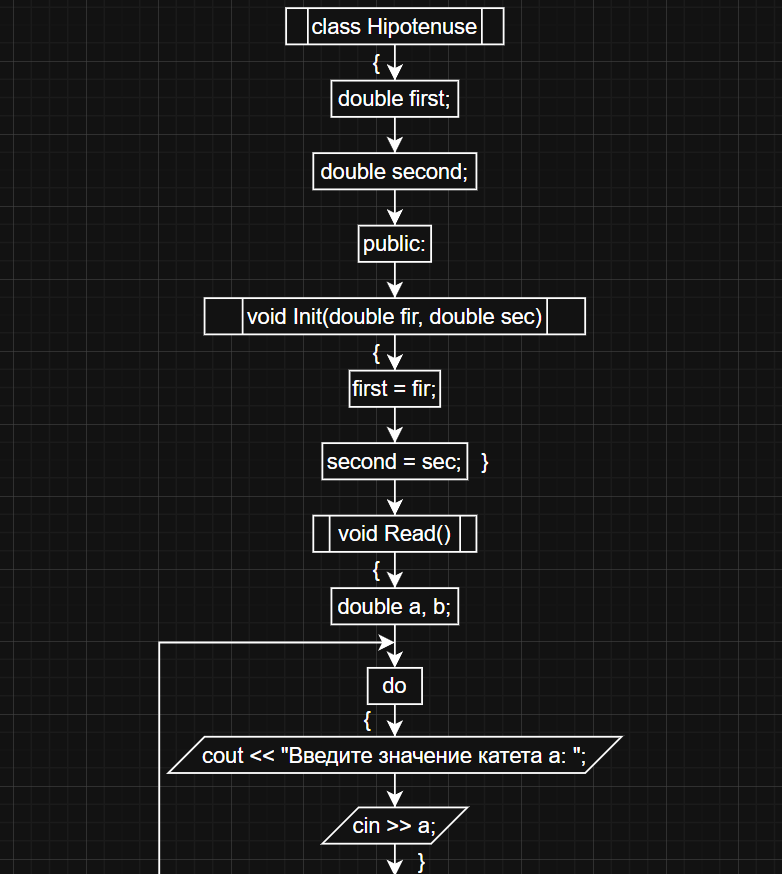 class Hipotenuse
{
double first;
double second;
public:
void Init(double fir, double sec)
{
first = fir;
second = sec; }
void Read()
{
double a, b;
do
{
cout << "Введите значение катета a: ";
cin >> a;
}